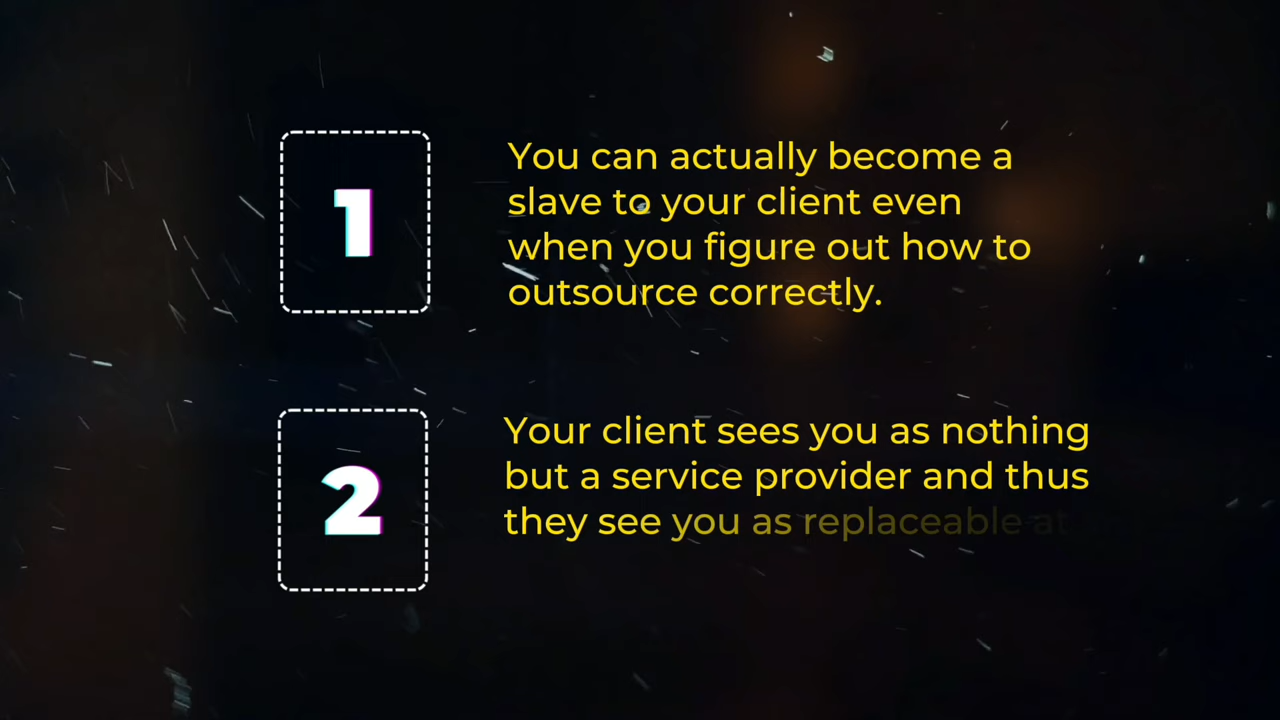 1
You can actually become a
slave to your client even
when you figure out how to
outsource correctly.
2
Your client sees you as nothing
but a service provider and thus
they see you as replaceable at